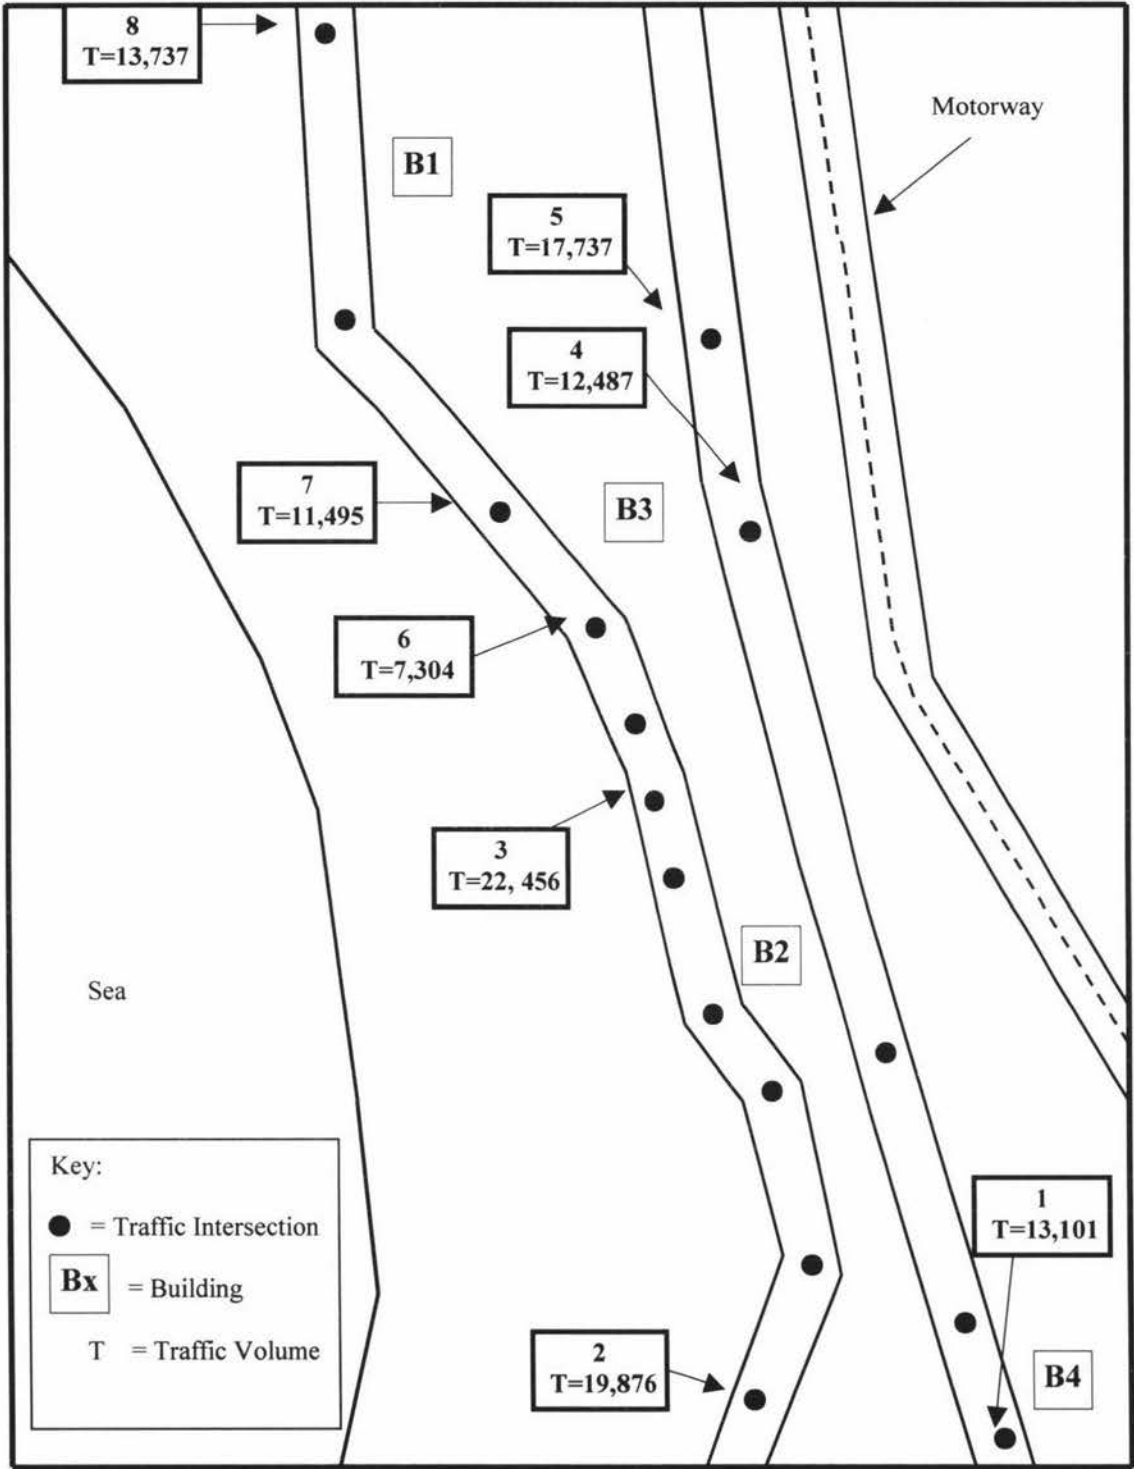 8
T=13,737
Motorway
B1
5
T=17,737
4
T=12,487
7
T=11,495
B3
6
T=7,304
3
T=22, 456
B2
Sea
Key:
= Traffic Intersection
Bx = Building
T = Traffic Volume
1
T=13,101
2
T=19,876
B4